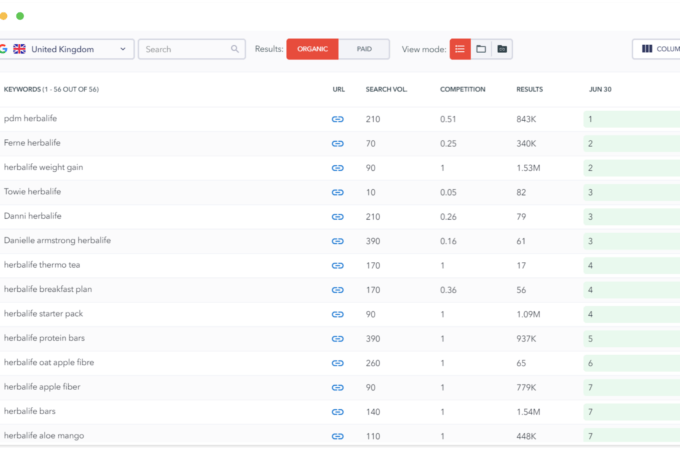 United Kingdom Search Results: ORGANIC PAID View mode: COLUM
KEYWORDS (1 - 56 OUT OF 56) URL SEARCH VOL. COMPETITION RESULTS JUN 30
pdm herbalife 210 0.51 843K 1
Ferne herbalife 70 0.25 340K 2
herbalife weight gain 90 1 1.53M 2
Towie herbalife 10 0.05 82 3
Danni herbalife 210 0.26 79 3
Danielle armstrong herbalife 390 0.16 61 3
herbalife thermo tea 170 1 17 4
herbalife breakfast plan 170 0.36 56 4
herbalife starter pack 90 1 1.09M 4
herbalife protein bars 390 1 937K 5
herbalife oat apple fibre 260 1 65 6
herbalife apple fiber 90 1 779K 7
herbalife bars 140 1 1.54M 7
herbalife aloe mango 110 1 448K 7